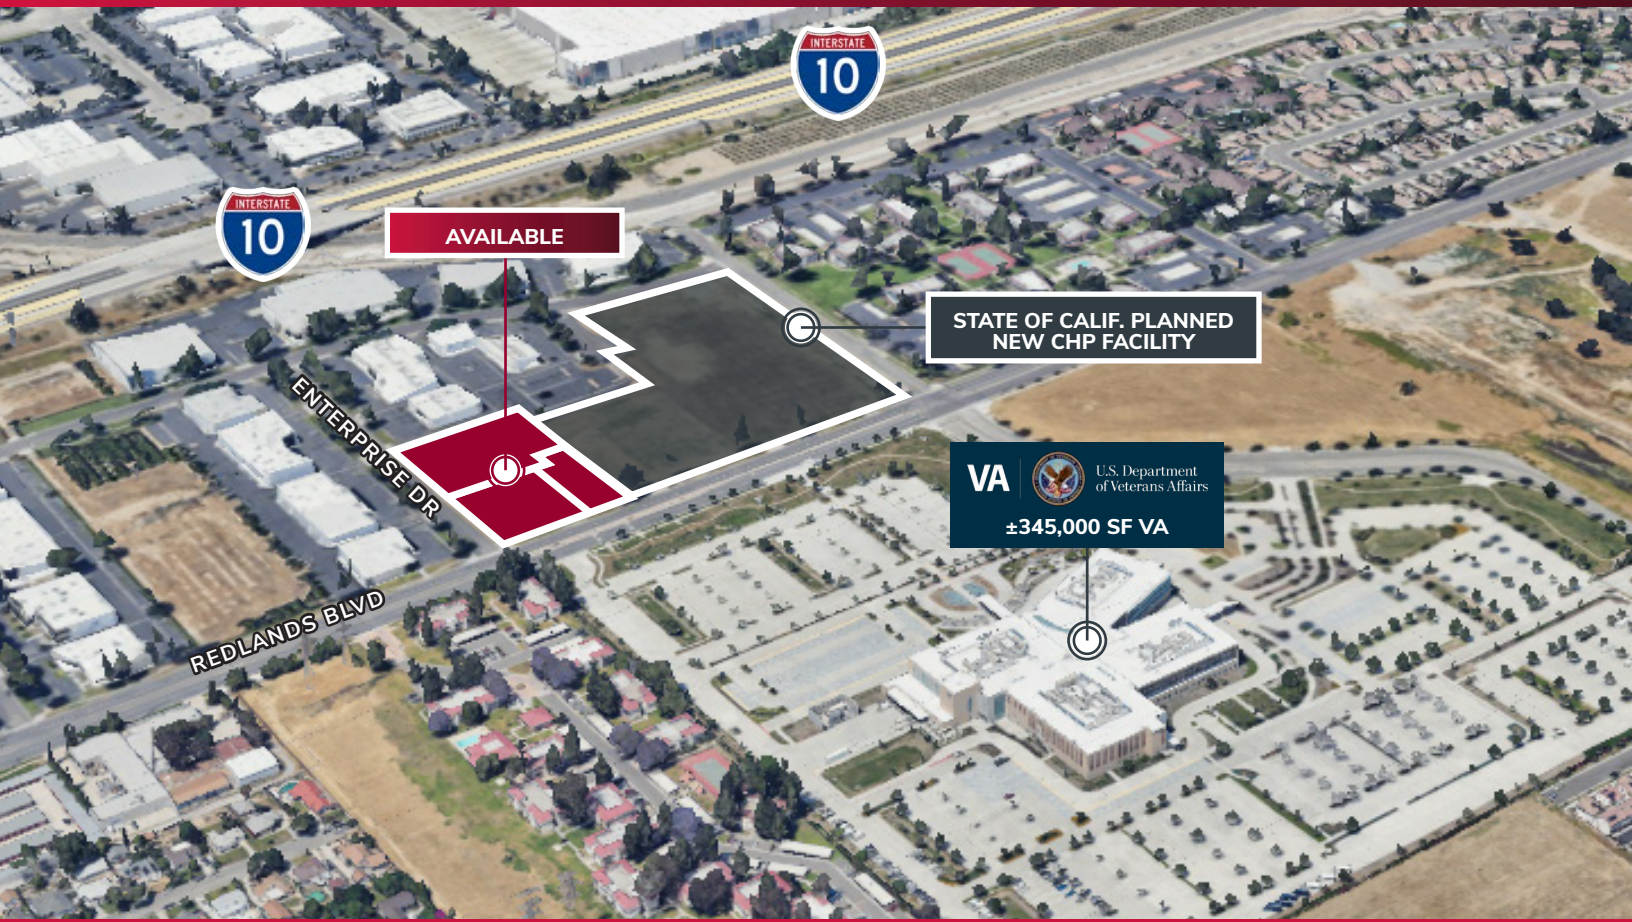 INTERSTATE
10
INTERSTATE
10
AVAILABLE
STATE OF CALIF. PLANNED
NEW CHP FACILITY
ENTERPRISE DR
VA
U.S. Department
of Veterans Affairs
±345,000 SF VA
REDLANDS BLVD